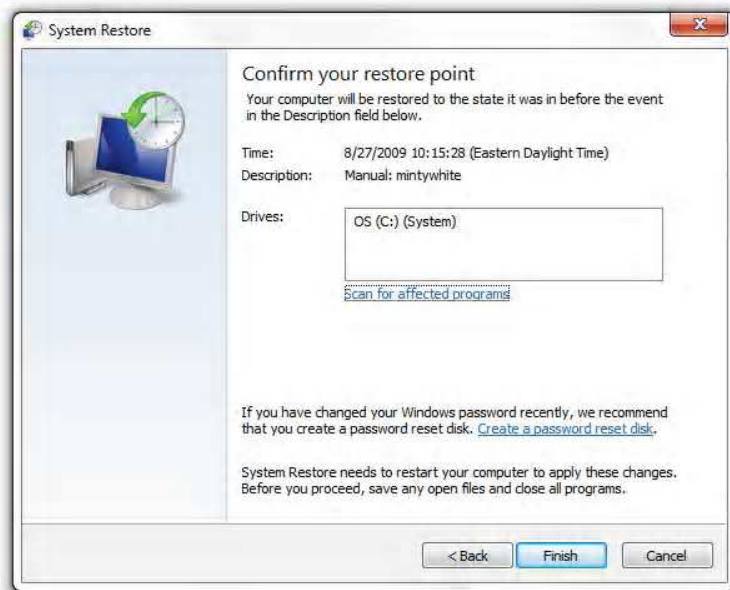 System Restore
Confirm your restore point
Your computer will be restored to the state it was in before the event
in the Description field below.
Time: 8/27/2009 10:15:28 (Eastern Daylight Time)
Description: Manual: mintywhite
Drives: OS (C:) (System)
Scan for affected programs
If you have changed your Windows password recently, we recommend
that you create a password reset disk. Create a password reset disk.
System Restore needs to restart your computer to apply these changes.
Before you proceed, save any open files and close all programs.
< Back Finish Cancel